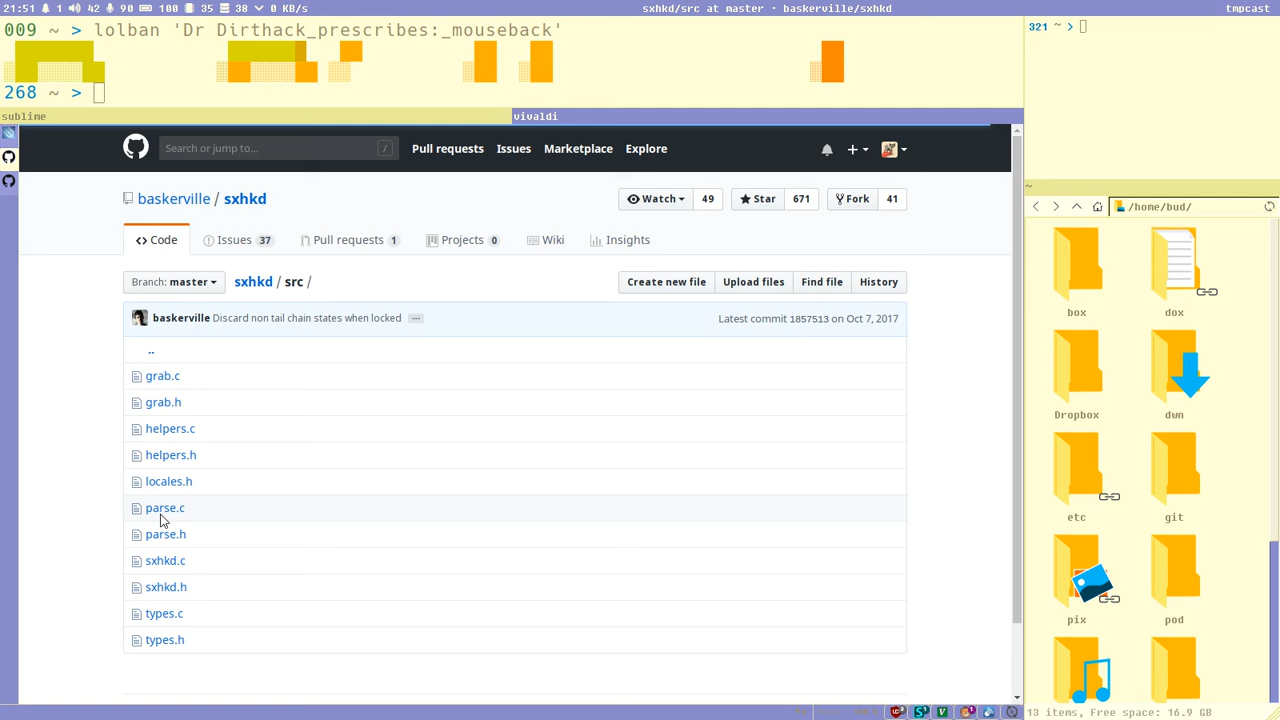 21:51 1 42 90 100 35 38 0 KB/s
sxhkd/src at master · baskerville/sxhkd
tmpcast
009 ~ > lolban 'Dr Dirthack_prescribes:_mouseback'
268 ~ >
sublime
vivaldi
Search or jump to... /
Pull requests Issues Marketplace Explore
baskerville / sxhkd
Watch 49 Star 671 Fork 41
Code Issues 37 Pull requests 1 Projects 0 Wiki Insights
Branch: master sxhkd / src /
Create new file Upload files Find file History
baskerville Discard non tail chain states when locked ...
Latest commit 1857513 on Oct 7, 2017
..
grab.c
grab.h
helpers.c
helpers.h
locales.h
parse.c
parse.h
sxhkd.c
sxhkd.h
types.c
types.h
321 ~ >
~
/home/bud/
box dox
Dropbox dwn
etc git
pix pod
13 items, Free space: 16.9 GB